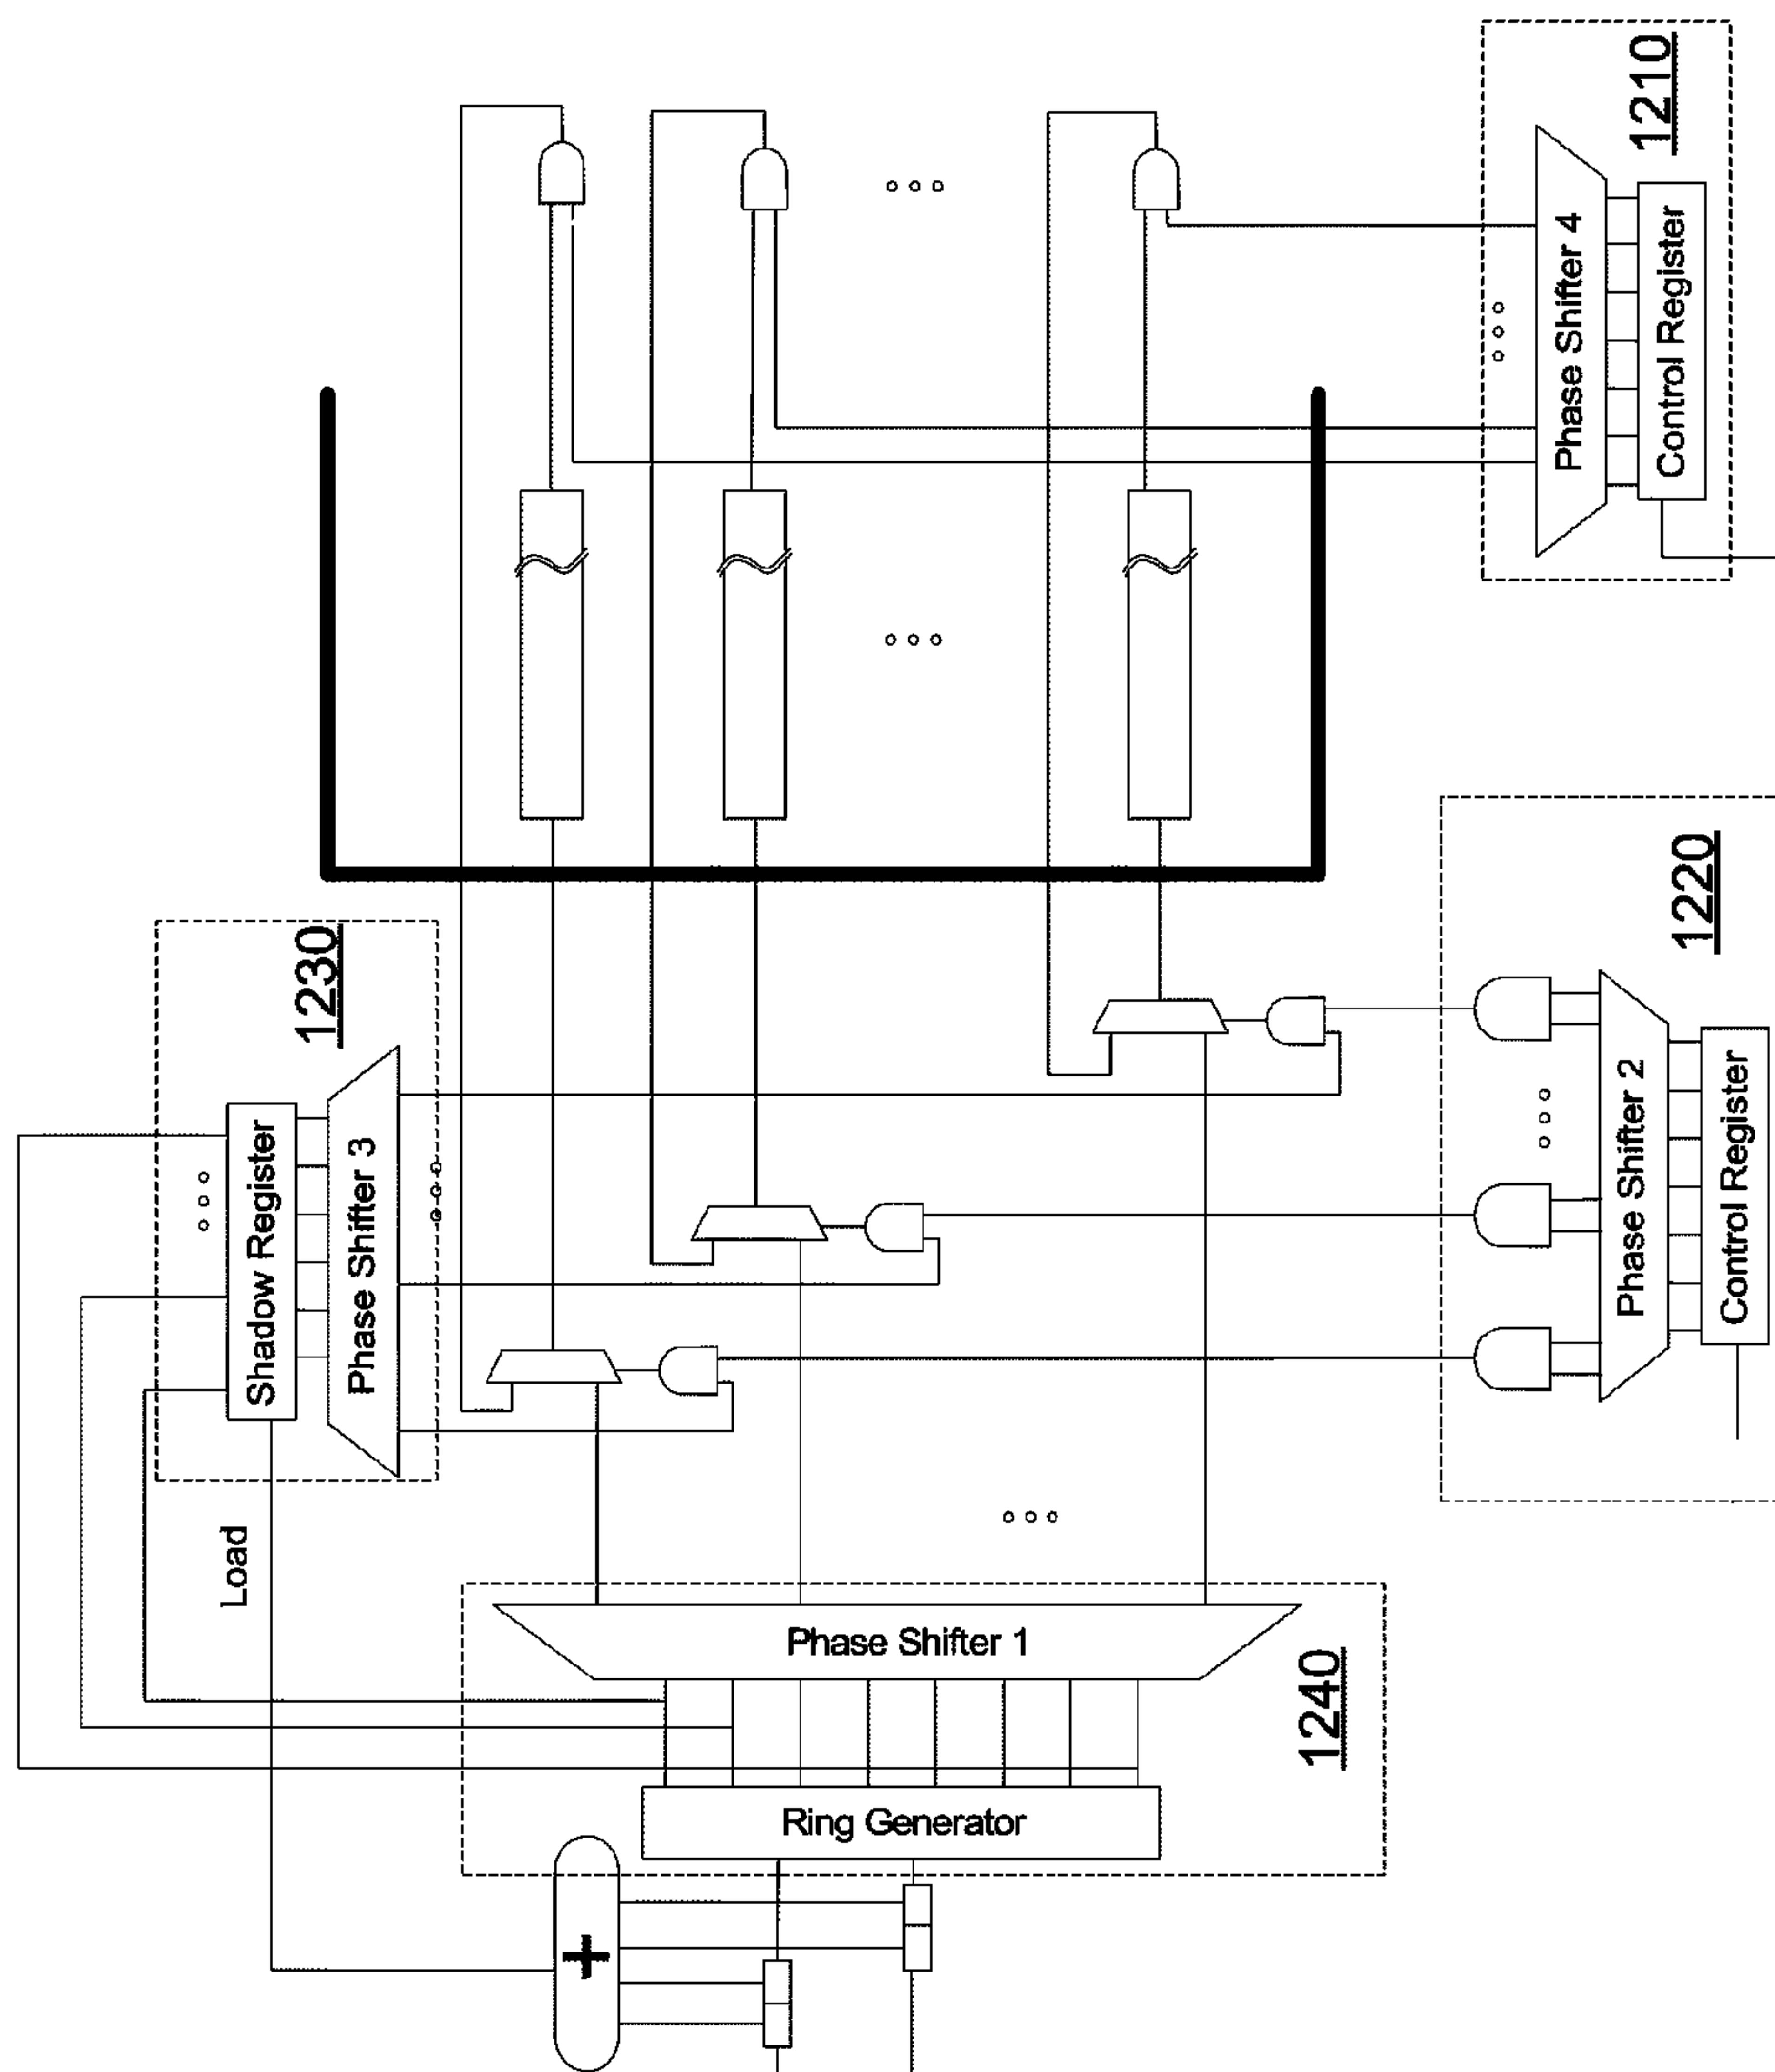 1210
Phase Shifter 4
Control Register
1220
Phase Shifter 2
Control Register
1230
Shadow Register
Phase Shifter 3
Load
Phase Shifter 1
1240
Ring Generator
+